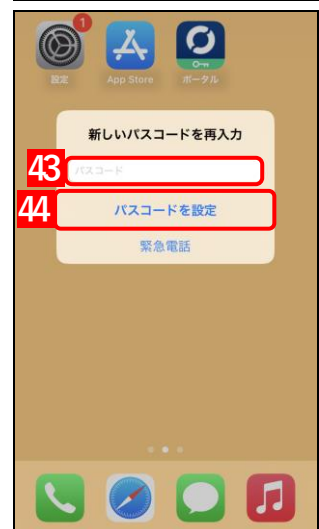 1
設定
App Store
ポータル
新しいパスコードを再入力
43
パスコード
44
パスコードを設定
緊急電話